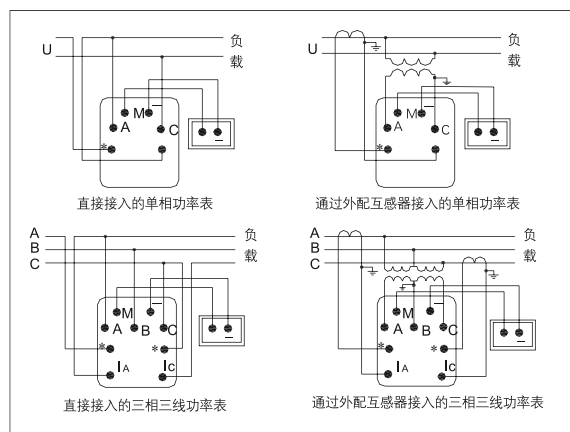 U
负
载
M
—
A
C
*
—
直接接入的单相功率表
U
负
载
M
—
A
C
*
—
通过外配互感器接入的单相功率表
A
B
C
负
载
M
—
A
B
C
*
*
IA
Ic
—
直接接入的三相三线功率表
A
B
C
负
载
M
—
A
B
C
*
*
IA
Ic
—
通过外配互感器接入的三相三线功率表